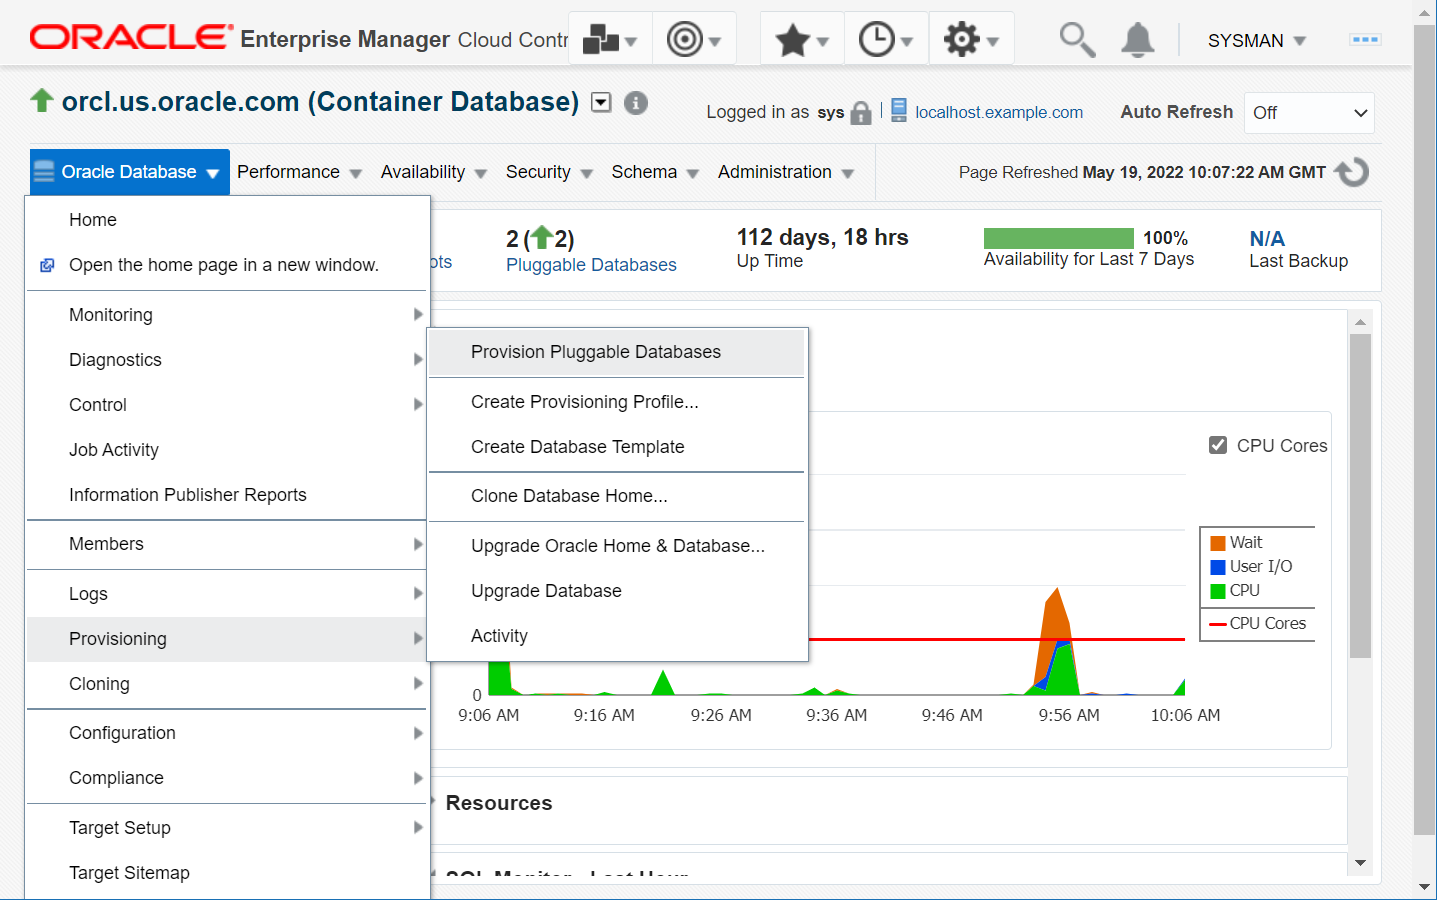 ORACLE Enterprise Manager Cloud Contr
SYSMAN
orcl.us.oracle.com (Container Database)
Logged in as sys
localhost.example.com
Auto Refresh Off
Oracle Database Performance Availability Security Schema Administration
Page Refreshed May 19, 2022 10:07:22 AM GMT
Home
Open the home page in a new window.
Monitoring
Diagnostics
Control
Job Activity
Information Publisher Reports
Members
Logs
Provisioning
Cloning
Configuration
Compliance
Target Setup
Target Sitemap
Provision Pluggable Databases
Create Provisioning Profile...
Create Database Template
Clone Database Home...
Upgrade Oracle Home & Database...
Upgrade Database
Activity
ots
2 (2)
Pluggable Databases
112 days, 18 hrs
Up Time
100%
Availability for Last 7 Days
N/A
Last Backup
CPU Cores
Wait
User I/O
CPU
CPU Cores
0
9:06 AM 9:16 AM 9:26 AM 9:36 AM 9:46 AM 9:56 AM 10:06 AM
Resources
SQL Monitor - Last Hour